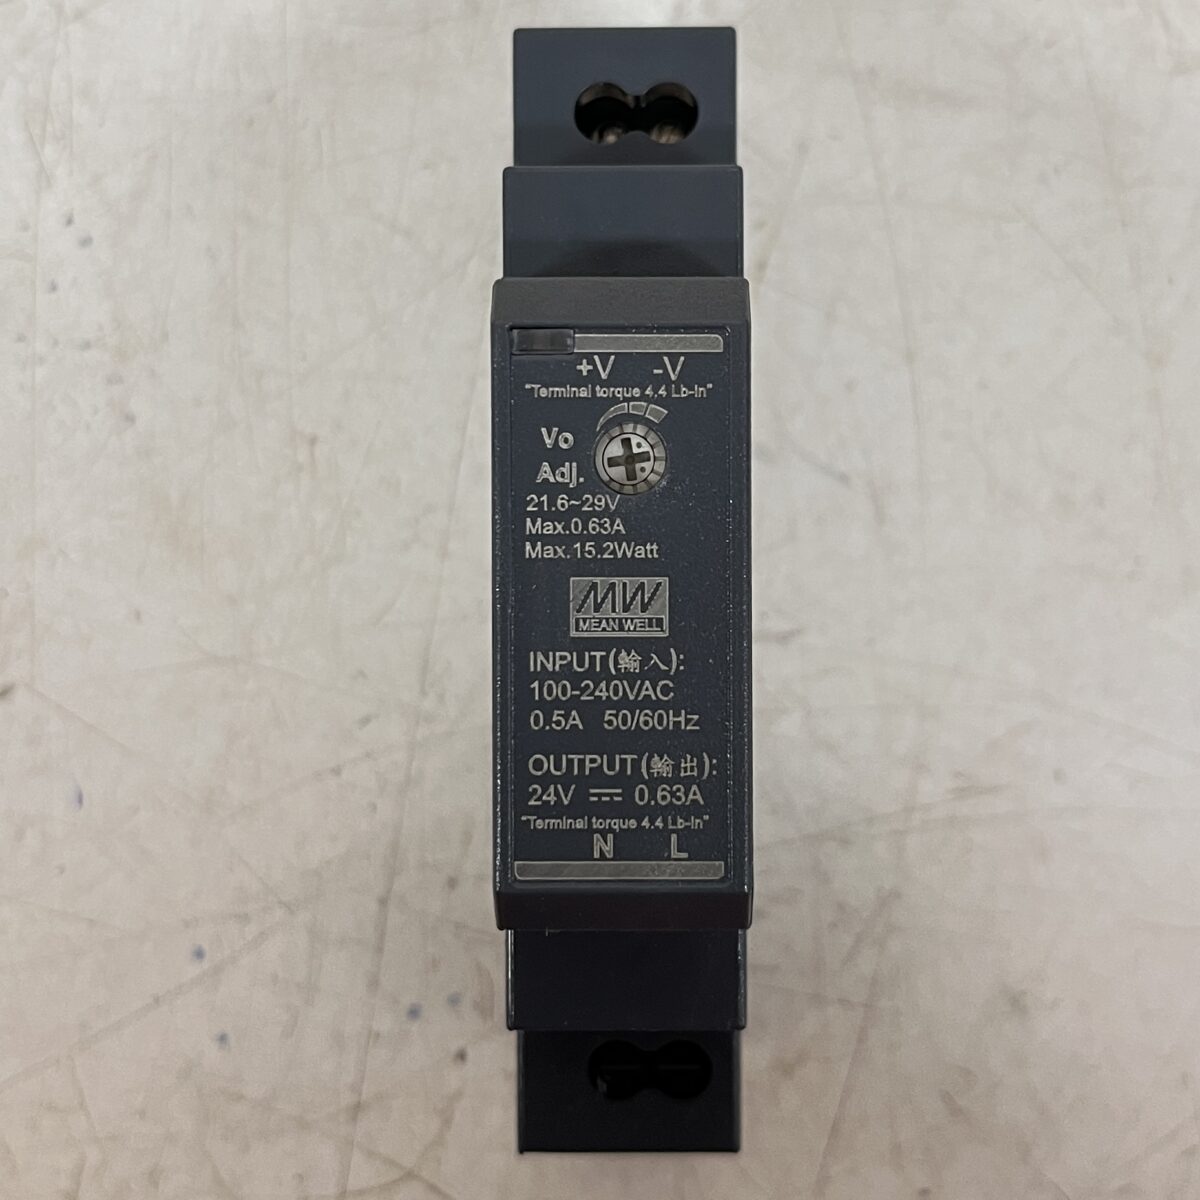 +V -V
"Terminal torque 4.4 Lb-in"
Vo
Adj.
21.6~29V
Max.0.63A
Max.15.2Watt
MW
MEAN WELL
INPUT(輸入):
100-240VAC
0.5A 50/60Hz
OUTPUT(輸出):
24V ⎓ 0.63A
"Terminal torque 4.4 Lb-in"
N L